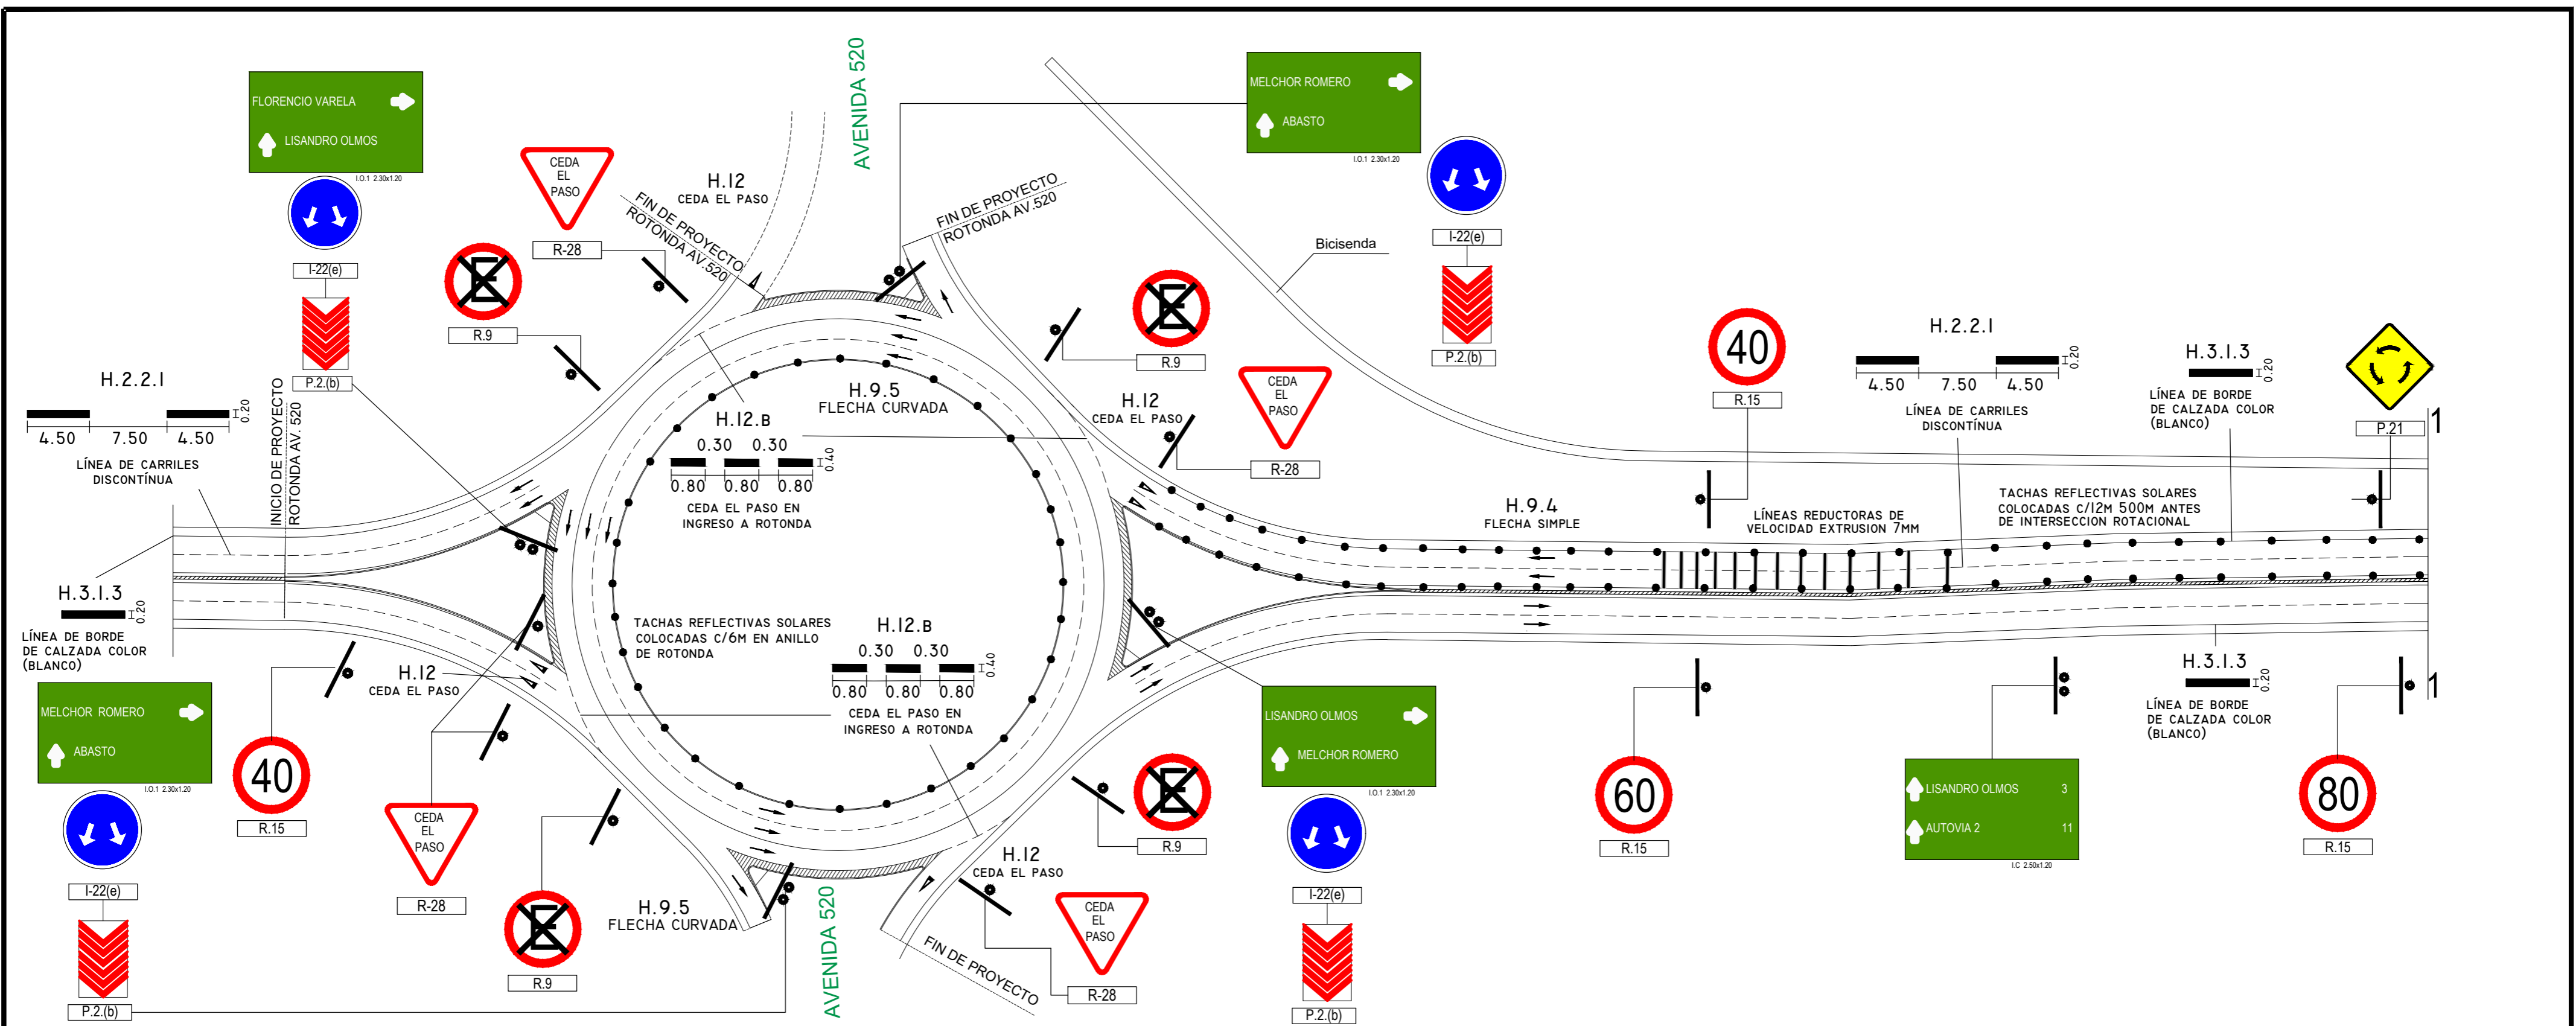 FLORENCIO VARELA
LISANDRO OLMOS
I.O.1 2.30x1.20
I-22(e)
P.2.(b)
CEDA
EL
PASO
R-28
R.9
H.12
CEDA EL PASO
FIN DE PROYECTO
ROTONDA AV.520
AVENIDA 520
FIN DE PROYECTO
ROTONDA AV.520
MELCHOR ROMERO
ABASTO
I.O.1 2.30x1.20
I-22(e)
P.2.(b)
Bicisenda
R.9
CEDA
EL
PASO
R-28
H.12
CEDA EL PASO
40
R.15
H.2.2.1
0.20
4.50 7.50 4.50
LÍNEA DE CARRILES
DISCONTÍNUA
H.3.1.3
0.20
LÍNEA DE BORDE
DE CALZADA COLOR
(BLANCO)
P.21
1
H.2.2.1
0.20
4.50 7.50 4.50
LÍNEA DE CARRILES
DISCONTÍNUA
INICIO DE PROYECTO
ROTONDA AV. 520
H.9.5
FLECHA CURVADA
H.12.B
0.30 0.30
0.40
0.80 0.80 0.80
CEDA EL PASO EN
INGRESO A ROTONDA
H.9.4
FLECHA SIMPLE
LÍNEAS REDUCTORAS DE
VELOCIDAD EXTRUSION 7MM
TACHAS REFLECTIVAS SOLARES
COLOCADAS C/12M 500M ANTES
DE INTERSECCION ROTACIONAL
H.3.1.3
0.20
LÍNEA DE BORDE
DE CALZADA COLOR
(BLANCO)
TACHAS REFLECTIVAS SOLARES
COLOCADAS C/6M EN ANILLO
DE ROTONDA
H.12.B
0.30 0.30
0.40
0.80 0.80 0.80
CEDA EL PASO EN
INGRESO A ROTONDA
H.12
CEDA EL PASO
MELCHOR ROMERO
ABASTO
I.O.1 2.30x1.20
I-22(e)
P.2.(b)
40
R.15
CEDA
EL
PASO
R-28
R.9
H.9.5
FLECHA CURVADA
AVENIDA 520
FIN DE PROYECTO
H.12
CEDA EL PASO
CEDA
EL
PASO
R-28
R.9
LISANDRO OLMOS
MELCHOR ROMERO
I.O.1 2.30x1.20
I-22(e)
P.2.(b)
60
R.15
LISANDRO OLMOS 3
AUTOVIA 2 11
I.C 2.50x1.20
H.3.1.3
0.20
LÍNEA DE BORDE
DE CALZADA COLOR
(BLANCO)
80
R.15
1